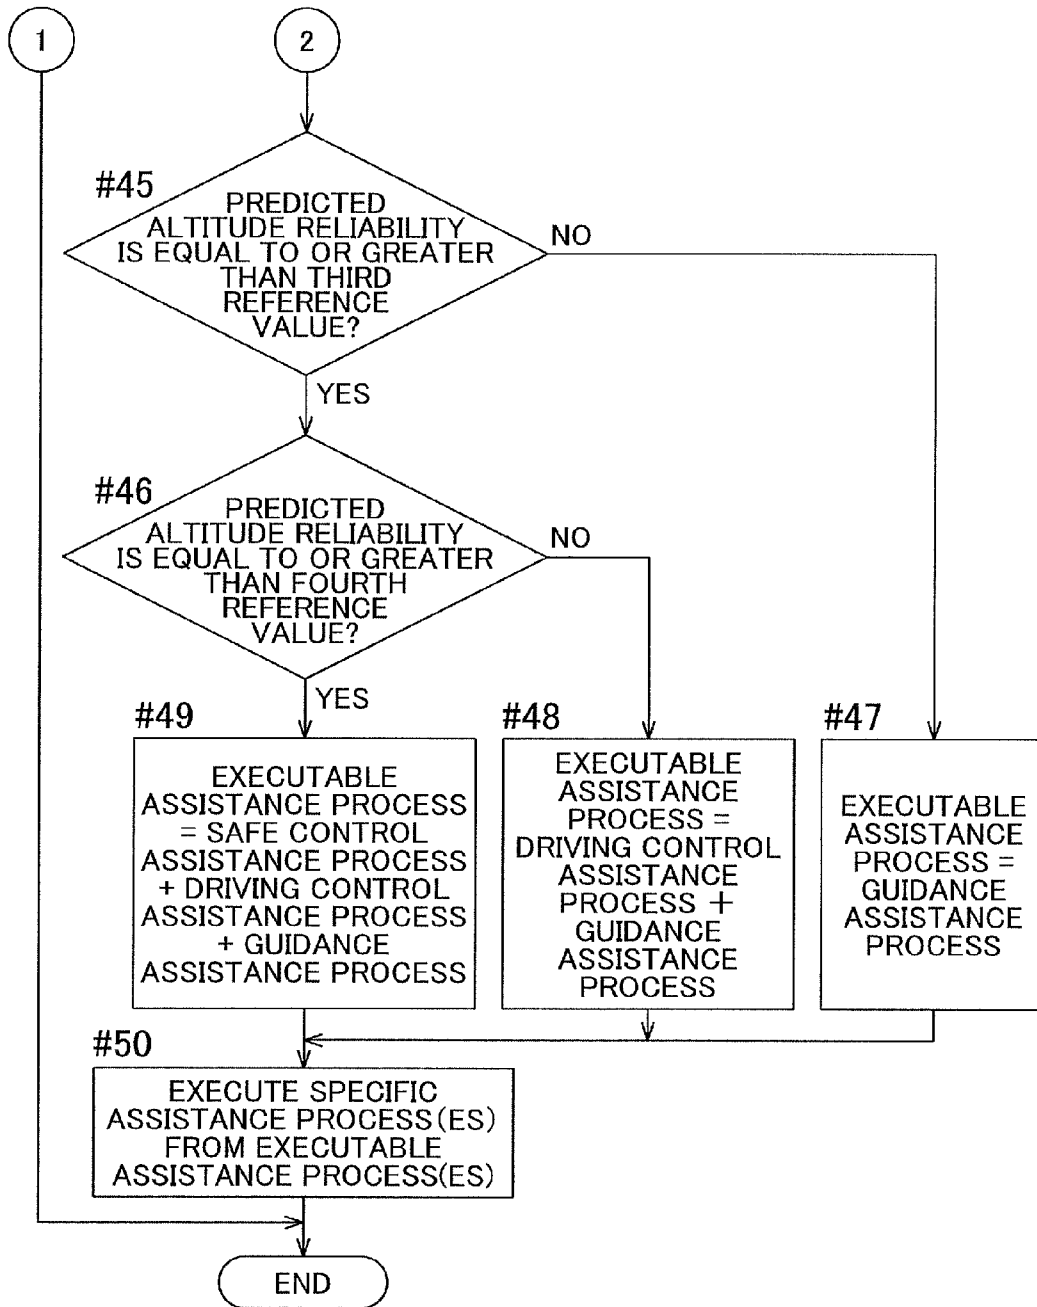 1
2
#45
PREDICTED
ALTITUDE RELIABILITY
IS EQUAL TO OR GREATER
THAN THIRD
REFERENCE
VALUE?
NO
YES
#46
PREDICTED
ALTITUDE RELIABILITY
IS EQUAL TO OR GREATER
THAN FOURTH
REFERENCE
VALUE?
NO
YES
#49
EXECUTABLE
ASSISTANCE PROCESS
= SAFE CONTROL
ASSISTANCE PROCESS
+ DRIVING CONTROL
ASSISTANCE PROCESS
+ GUIDANCE
ASSISTANCE PROCESS
#48
EXECUTABLE
ASSISTANCE
PROCESS =
DRIVING CONTROL
ASSISTANCE
PROCESS +
GUIDANCE
ASSISTANCE
PROCESS
#47
EXECUTABLE
ASSISTANCE
PROCESS =
GUIDANCE
ASSISTANCE
PROCESS
#50
EXECUTE SPECIFIC
ASSISTANCE PROCESS(ES)
FROM EXECUTABLE
ASSISTANCE PROCESS(ES)
END